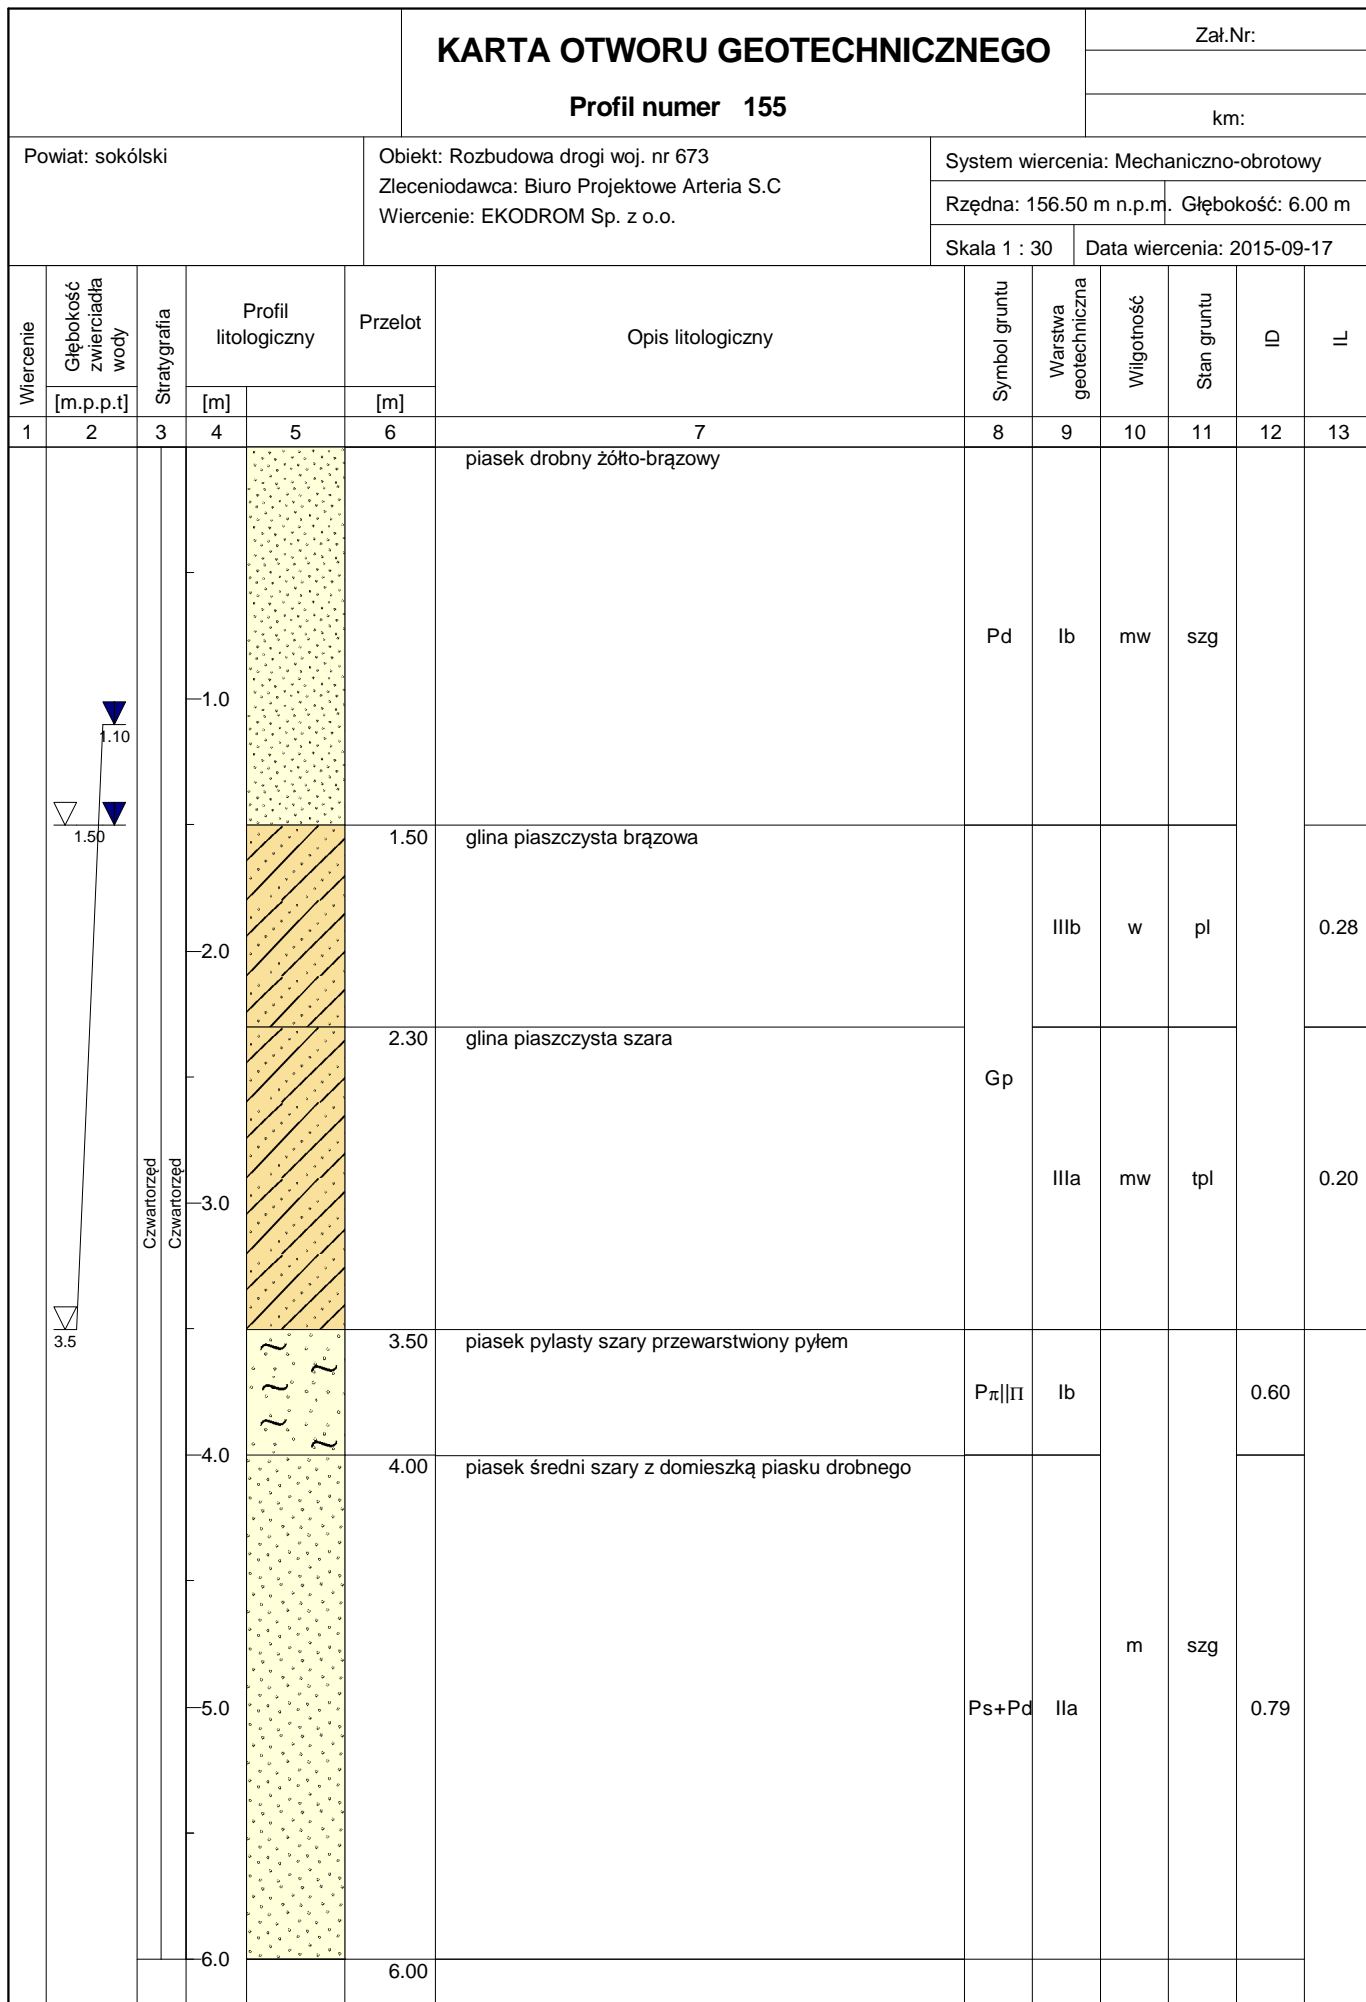 KARTA OTWORU GEOTECHNICZNEGO
Profil numer 155
Zał.Nr:
km:
Powiat: sokólski
Obiekt: Rozbudowa drogi woj. nr 673
Zleceniodawca: Biuro Projektowe Arteria S.C
Wiercenie: EKODROM Sp. z o.o.
System wiercenia: Mechaniczno-obrotowy
Rzędna: 156.50 m n.p.m. Głębokość: 6.00 m
Skala 1 : 30 Data wiercenia: 2015-09-17
Wiercenie
Głębokość
zwierciadła
wody
[m.p.p.t]
Stratygrafia
Profil
litologiczny
[m]
Przelot
[m]
Opis litologiczny
Symbol gruntu
Warstwa
geotechniczna
Wilgotność
Stan gruntu
ID
IL
1 2 3 4 5 6 7 8 9 10 11 12 13
piasek drobny żółto-brązowy
Pd Ib mw szg
1.0
1.10
1.50
1.50 glina piaszczysta brązowa
IIIb w pl 0.28
2.0
2.30 glina piaszczysta szara
Gp
Czwartorzęd
Czwartorzęd
IIIa mw tpl 0.20
3.0
3.5
3.50 piasek pylasty szary przewarstwiony pyłem
Pπ||Π Ib 0.60
4.0
4.00 piasek średni szary z domieszką piasku drobnego
m szg
5.0
Ps+Pd IIa 0.79
6.0
6.00